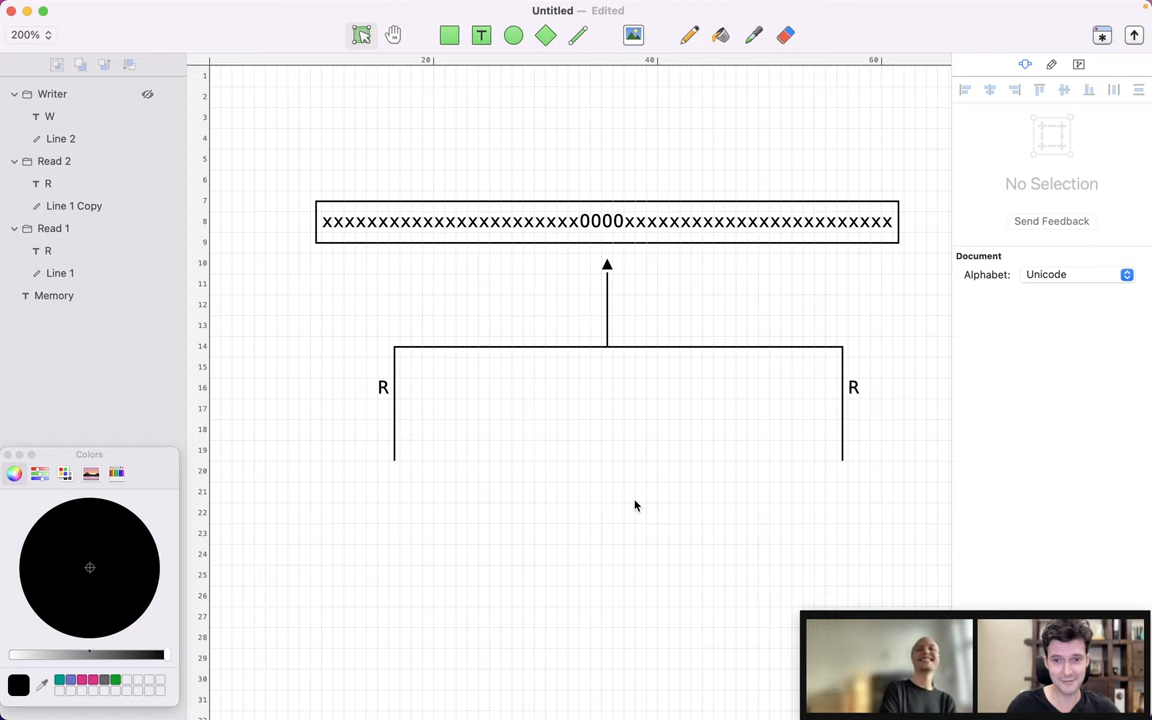 Untitled — Edited
200%
T
20
40
60
Writer
T W
Line 2
Read 2
T R
Line 1 Copy
Read 1
T R
Line 1
T Memory
1
2
3
4
5
6
7
8
9
10
11
12
13
14
15
16
17
18
19
20
21
22
23
24
25
26
27
28
29
30
31
xxxxxxxxxxxxxxxxxxxxxxx0000xxxxxxxxxxxxxxxxxxxxxxxx
R
R
No Selection
Send Feedback
Document
Alphabet: Unicode
Colors